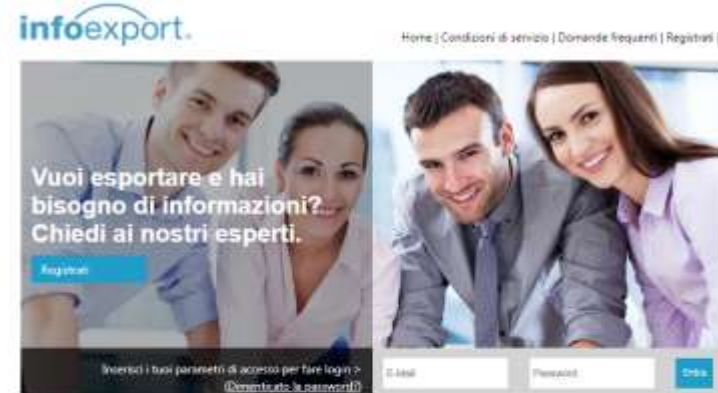 infoexport.
Home | Condizioni di servizio | Domande frequenti | Registrati |
Vuoi esportare e hai
bisogno di informazioni?
Chiedi ai nostri esperti.
Registrati
Inserisci i tuoi parametri di accesso per fare login >
(Dimenticato la password?)
E-Mail
Password
Entra